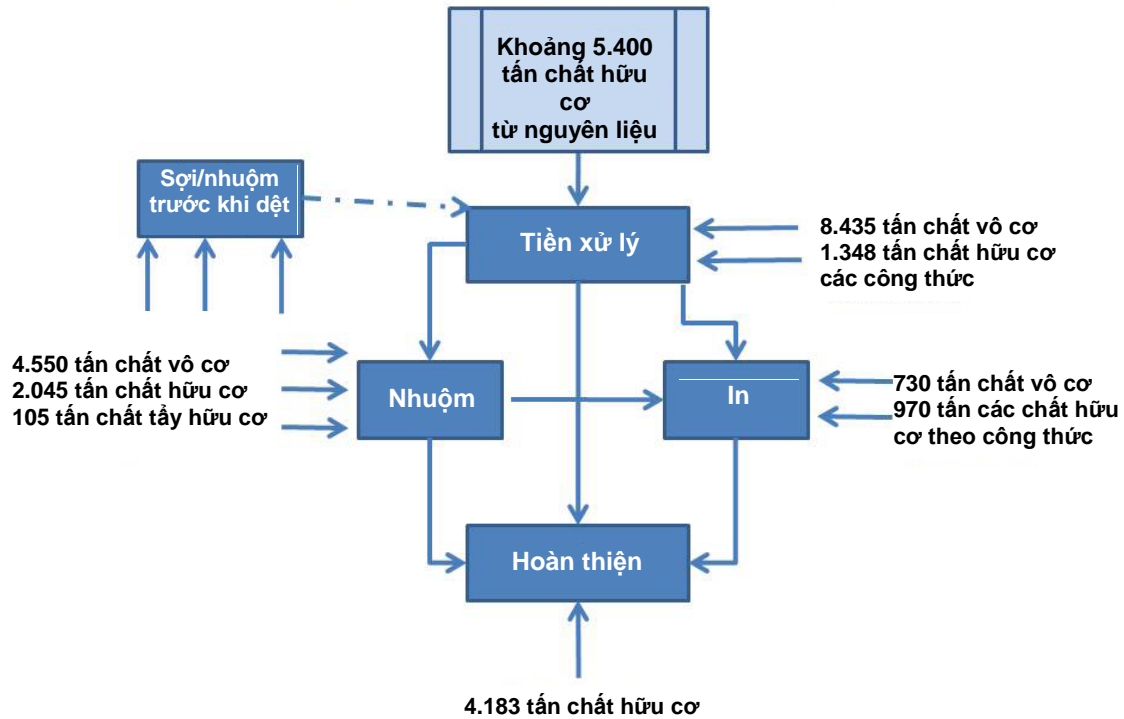 Khoảng 5.400
tấn chất hữu
cơ
từ nguyên liệu
Sợi/nhuộm
trước khi dệt
Tiền xử lý
8.435 tấn chất vô cơ
1.348 tấn chất hữu cơ
các công thức
4.550 tấn chất vô cơ
2.045 tấn chất hữu cơ
105 tấn chất tẩy hữu cơ
Nhuộm
In
730 tấn chất vô cơ
970 tấn các chất hữu
cơ theo công thức
Hoàn thiện
4.183 tấn chất hữu cơ